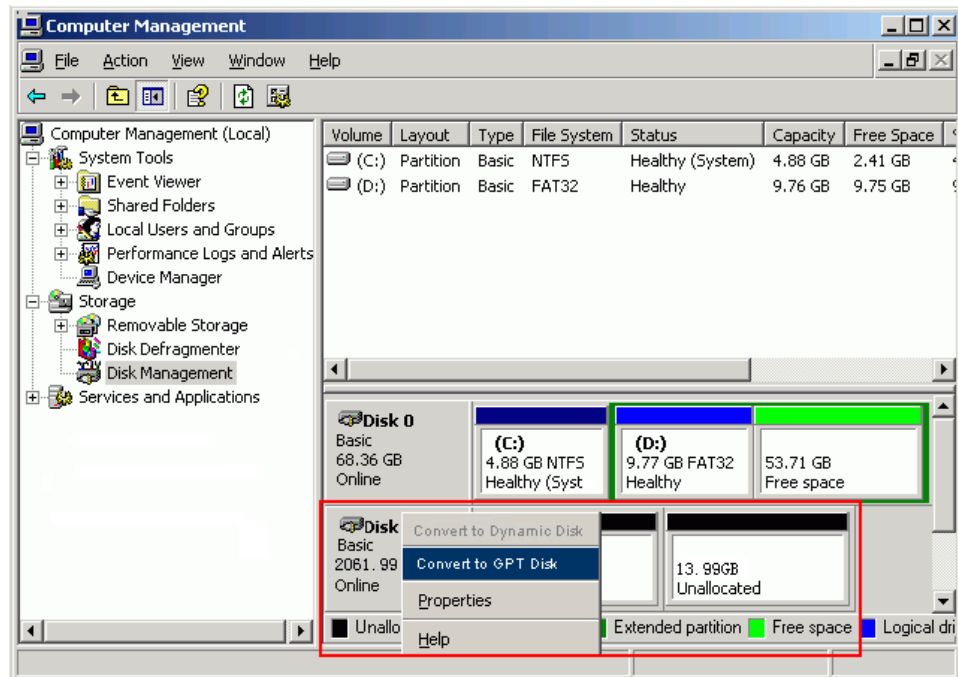 Computer Management
File Action View Window Help
Computer Management (Local)
System Tools
Event Viewer
Shared Folders
Local Users and Groups
Performance Logs and Alerts
Device Manager
Storage
Removable Storage
Disk Defragmenter
Disk Management
Services and Applications
Volume Layout Type File System Status Capacity Free Space
(C:) Partition Basic NTFS Healthy (System) 4.88 GB 2.41 GB
(D:) Partition Basic FAT32 Healthy 9.76 GB 9.75 GB
Disk 0
Basic
68.36 GB
Online
(C:)
4.88 GB NTFS
Healthy (Syst
(D:)
9.77 GB FAT32
Healthy
53.71 GB
Free space
Disk
Basic
2061.99
Online
Convert to Dynamic Disk
Convert to GPT Disk
Properties
Help
13.99GB
Unallocated
Unallo
Extended partition Free space Logical dri